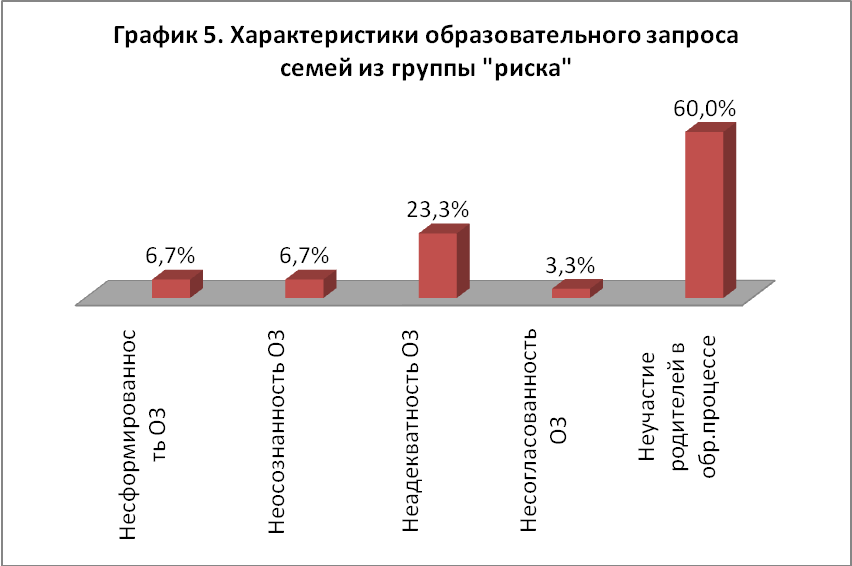 График 5. Характеристики образовательного запроса
семей из группы "риска"
6,7%
6,7%
23,3%
3,3%
60,0%
Несформированнос
ть ОЗ
Неосознанность ОЗ
Неадекватность ОЗ
Несогласованность
ОЗ
Неучастие
родителей в
обр.процессе